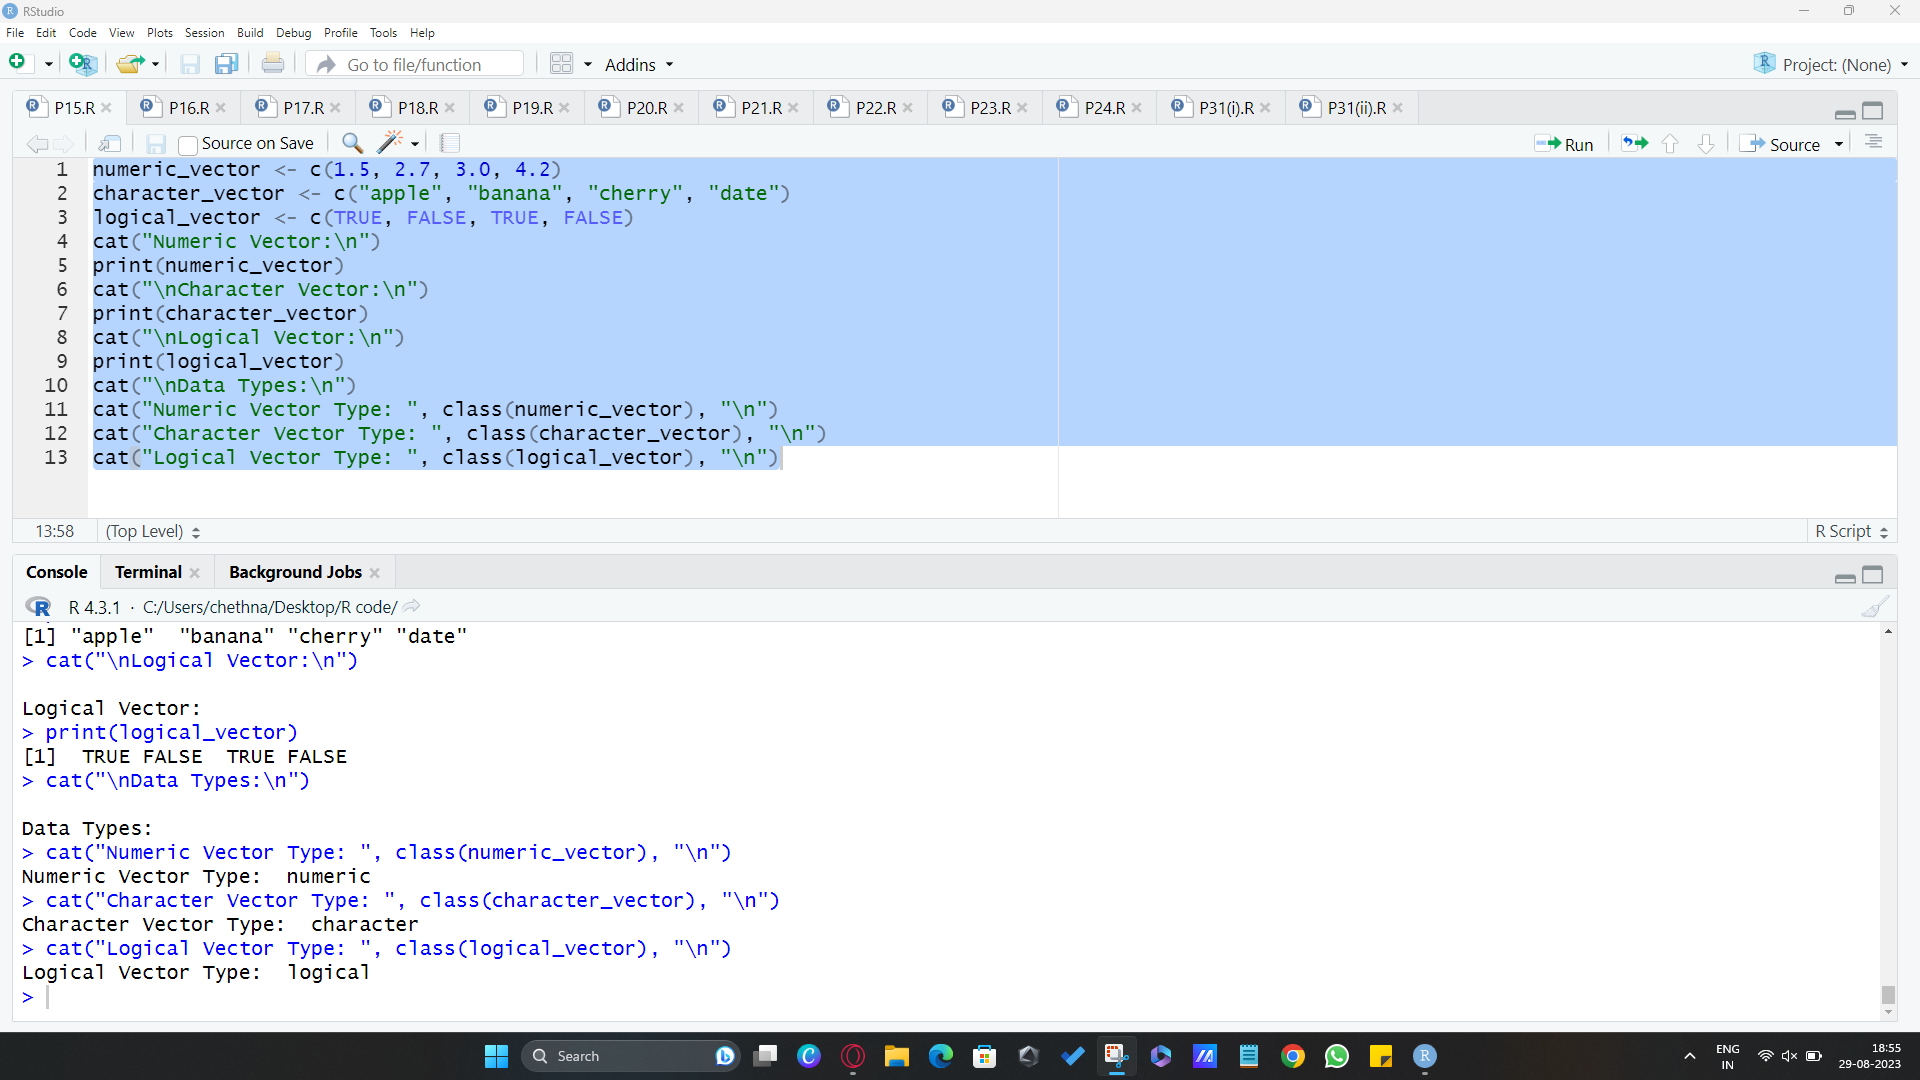 RStudio
File Edit Code View Plots Session Build Debug Profile Tools Help
Go to file/function Addins Project: (None)
P15.R P16.R P17.R P18.R P19.R P20.R P21.R P22.R P23.R P24.R P31(i).R P31(ii).R
Source on Save Run Source
1 numeric_vector <- c(1.5, 2.7, 3.0, 4.2)
2 character_vector <- c("apple", "banana", "cherry", "date")
3 logical_vector <- c(TRUE, FALSE, TRUE, FALSE)
4 cat("Numeric Vector:\n")
5 print(numeric_vector)
6 cat("\nCharacter Vector:\n")
7 print(character_vector)
8 cat("\nLogical Vector:\n")
9 print(logical_vector)
10 cat("\nData Types:\n")
11 cat("Numeric Vector Type: ", class(numeric_vector), "\n")
12 cat("Character Vector Type: ", class(character_vector), "\n")
13 cat("Logical Vector Type: ", class(logical_vector), "\n")
13:58 (Top Level) R Script
Console Terminal Background Jobs
R 4.3.1 · C:/Users/chethna/Desktop/R code/
[1] "apple"  "banana" "cherry" "date"
> cat("\nLogical Vector:\n")
Logical Vector:
> print(logical_vector)
[1]  TRUE FALSE  TRUE FALSE
> cat("\nData Types:\n")
Data Types:
> cat("Numeric Vector Type: ", class(numeric_vector), "\n")
Numeric Vector Type:  numeric
> cat("Character Vector Type: ", class(character_vector), "\n")
Character Vector Type:  character
> cat("Logical Vector Type: ", class(logical_vector), "\n")
Logical Vector Type:  logical
>
Search ENG 18:55
IN 29-08-2023